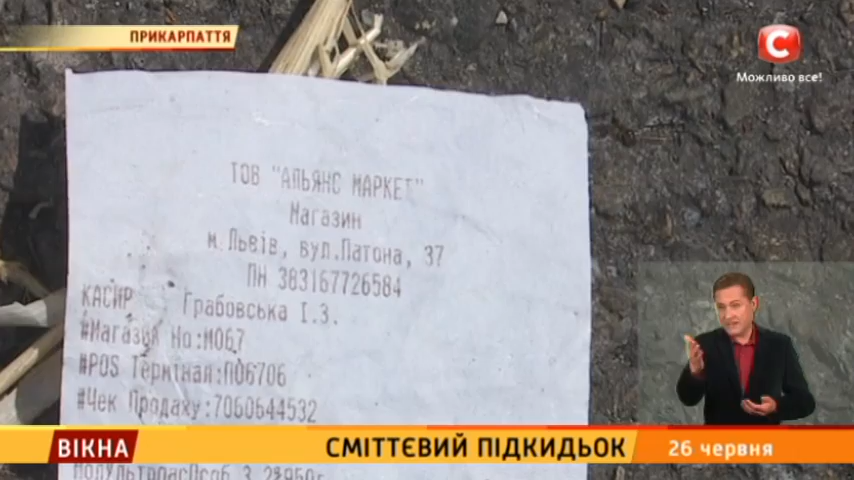 ПРИКАРПАТТЯ
Можливо все!
ТОВ "АЛЬЯНС МАРКЕТ"
Магазин
м.Львів, вул.Патона, 37
ПН 383167726584
КАСИР Грабовська І.З.
#Магазин No:М067
#POS Термінал:П06706
#Чек Продажу:7060644532
ВІКНА
СМІТТЄВИЙ ПІДКИДЬОК
26 червня